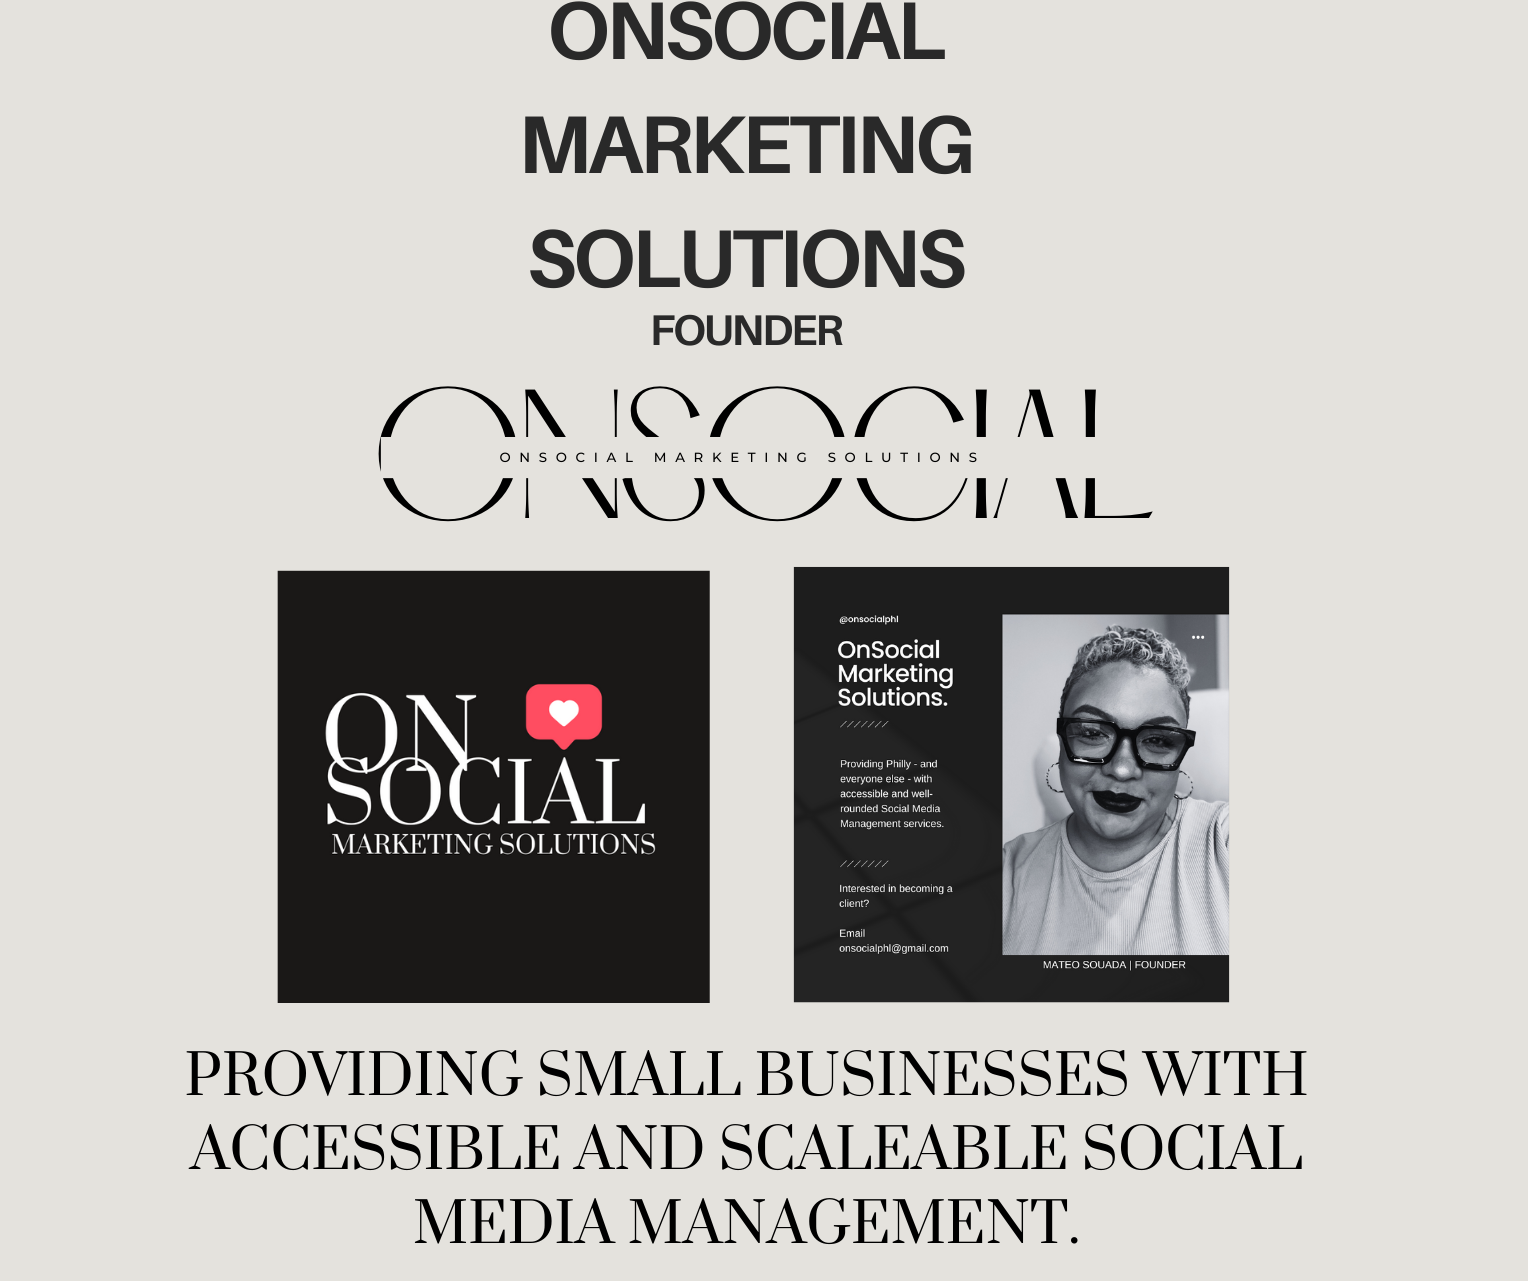 ONSOCIAL
MARKETING
SOLUTIONS
FOUNDER
ONSOCIAL
ONSOCIAL MARKETING SOLUTIONS
ON
SOCIAL
MARKETING SOLUTIONS
@onsocialphl
OnSocial
Marketing
Solutions.
Providing Philly - and
everyone else - with
accessible and well-
rounded Social Media
Management services.
Interested in becoming a
client?
Email
onsocialphl@gmail.com
MATEO SOUADA | FOUNDER
PROVIDING SMALL BUSINESSES WITH
ACCESSIBLE AND SCALEABLE SOCIAL
MEDIA MANAGEMENT.